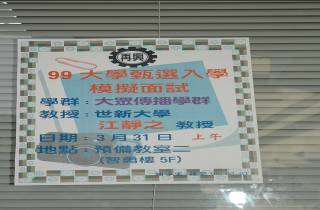 再興
99 大學甄選入學
模擬面試
學群：大眾傳播學群
教授：世新大學
江靜之 教授
日期：3月31日 上午
地點：預備教室二
(智勇樓 5F)